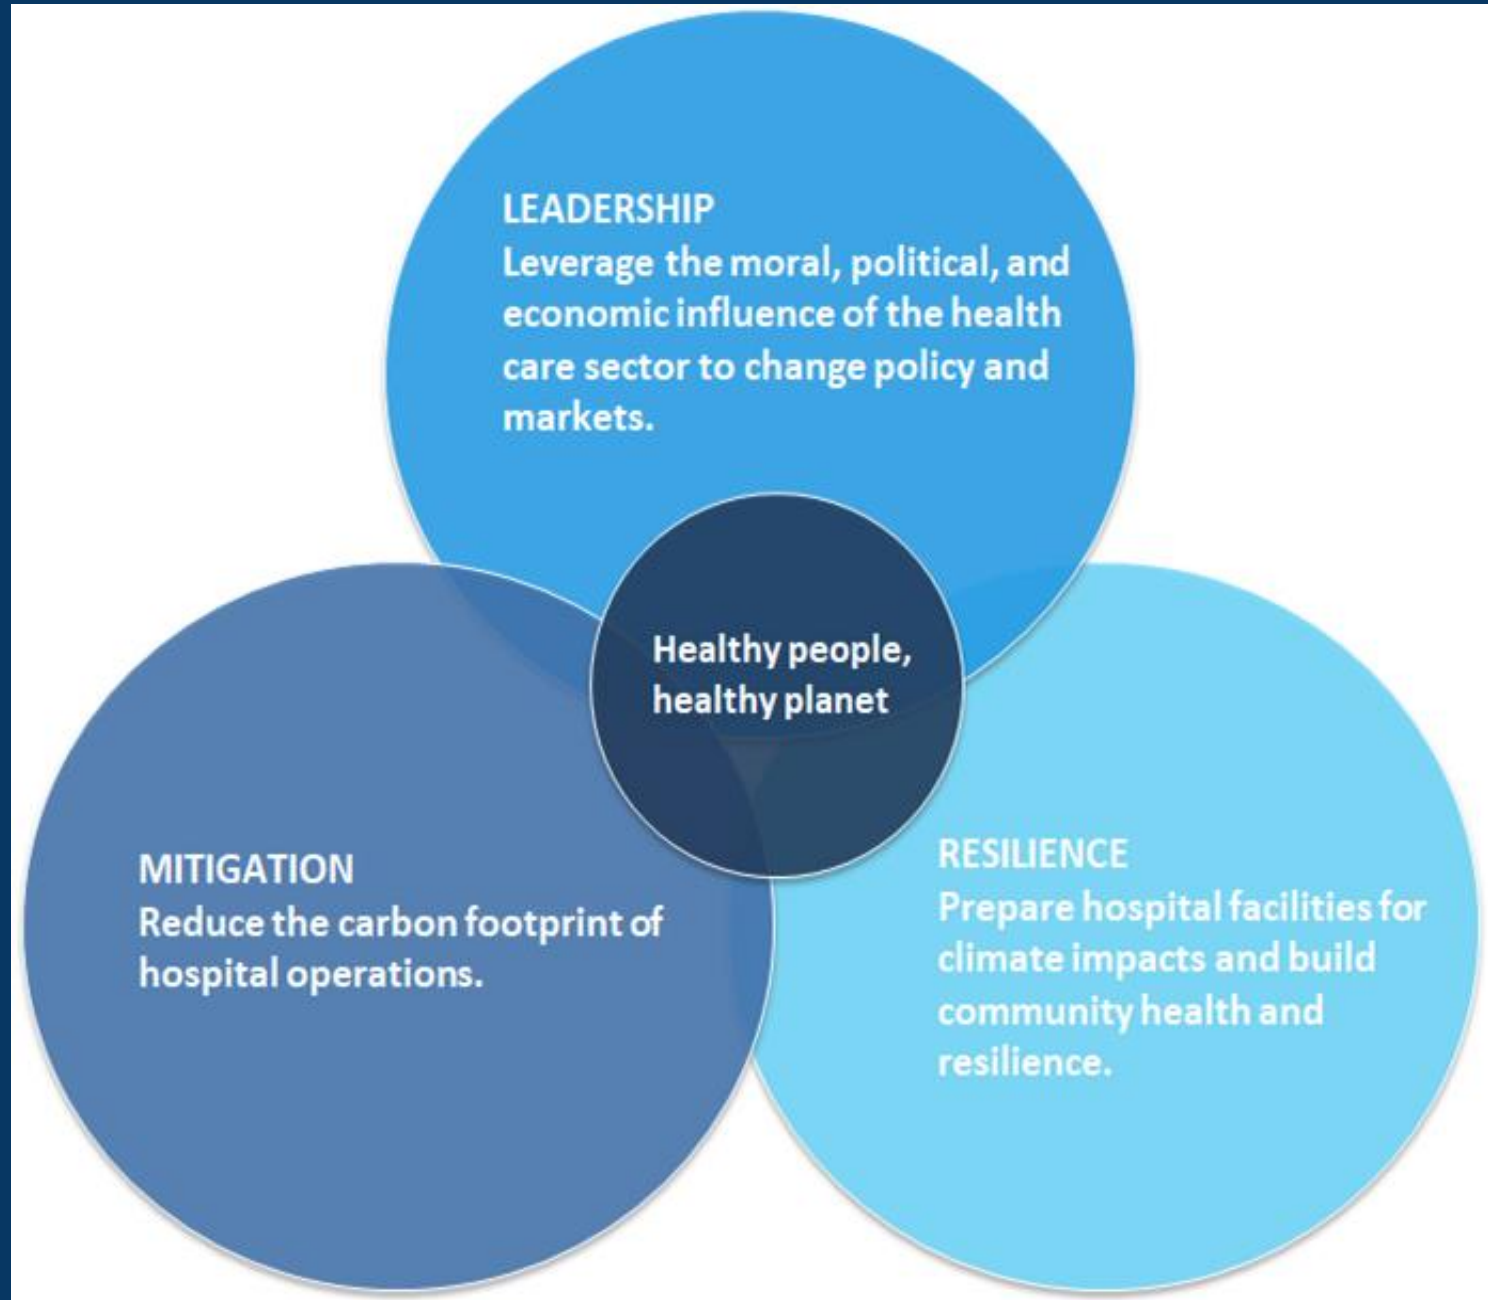 LEADERSHIP
Leverage the moral, political, and
economic influence of the health
care sector to change policy and
markets.
Healthy people,
healthy planet
MITIGATION
Reduce the carbon footprint of
hospital operations.
RESILIENCE
Prepare hospital facilities for
climate impacts and build
community health and
resilience.